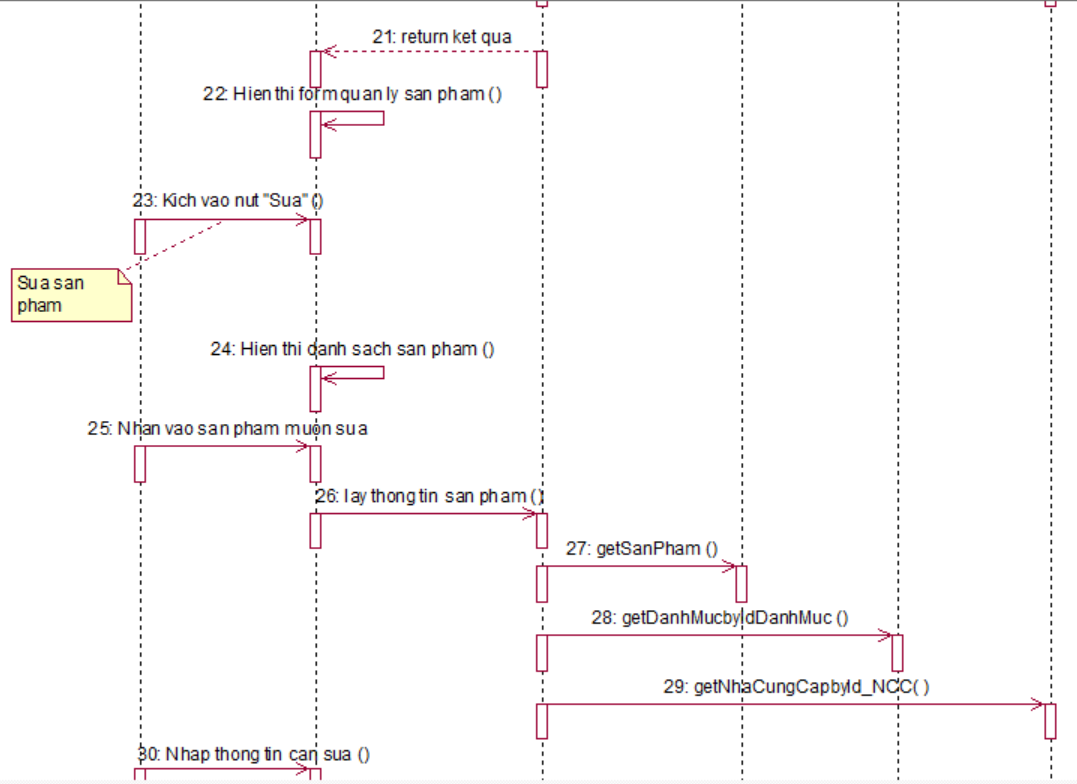 21: return ket qua
22: Hien thi form quan ly san pham ()
23: Kich vao nut "Sua" ()
Sua san
pham
24: Hien thi danh sach san pham ()
25: Nhan vao san pham muon sua
26: lay thong tin san pham ()
27: getSanPham ()
28: getDanhMucbyIdDanhMuc ()
29: getNhaCungCapbyId_NCC( )
30: Nhap thong tin can sua ()